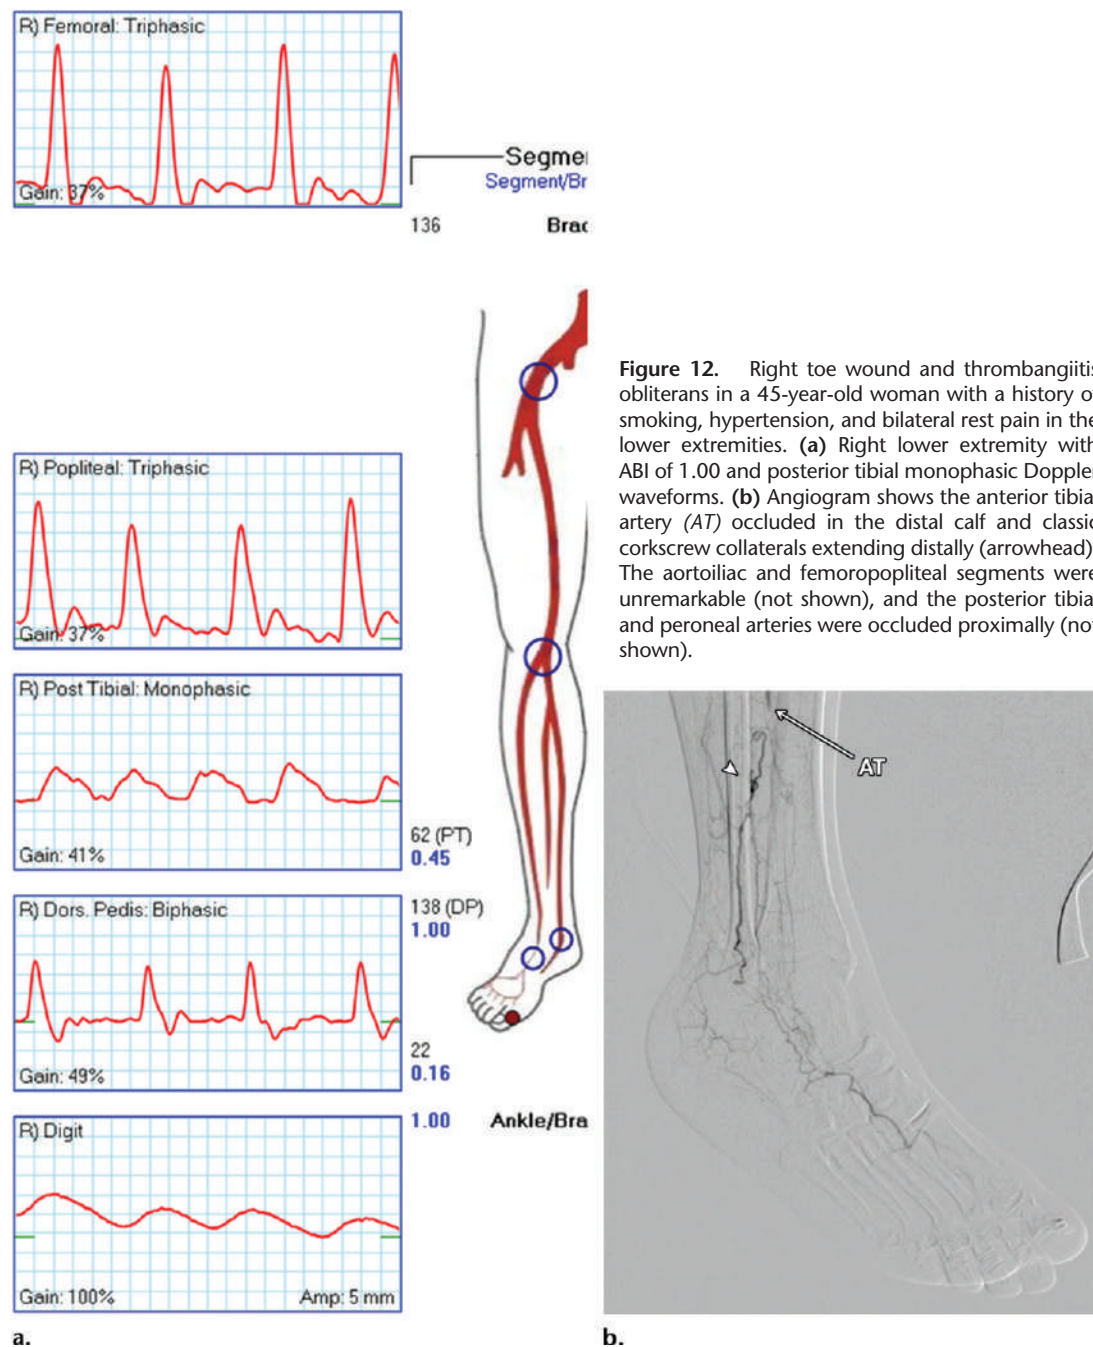 R) Femoral: Triphasic
Gain: 37%
Segme
Segment/Br
136 Brac
R) Popliteal: Triphasic
Gain: 37%
R) Post Tibial: Monophasic
Gain: 41%
62 (PT)
0.45
R) Dors. Pedis: Biphasic
Gain: 49%
138 (DP)
1.00
22
0.16
R) Digit
Gain: 100% Amp: 5 mm
1.00 Ankle/Bra
a.
Figure 12. Right toe wound and thrombangiitis
obliterans in a 45-year-old woman with a history of
smoking, hypertension, and bilateral rest pain in the
lower extremities. (a) Right lower extremity with
ABI of 1.00 and posterior tibial monophasic Doppler
waveforms. (b) Angiogram shows the anterior tibial
artery (AT) occluded in the distal calf and classic
corkscrew collaterals extending distally (arrowhead)
The aortoiliac and femoropopliteal segments were
unremarkable (not shown), and the posterior tibial
and peroneal arteries were occluded proximally (not
shown).
AT
b.